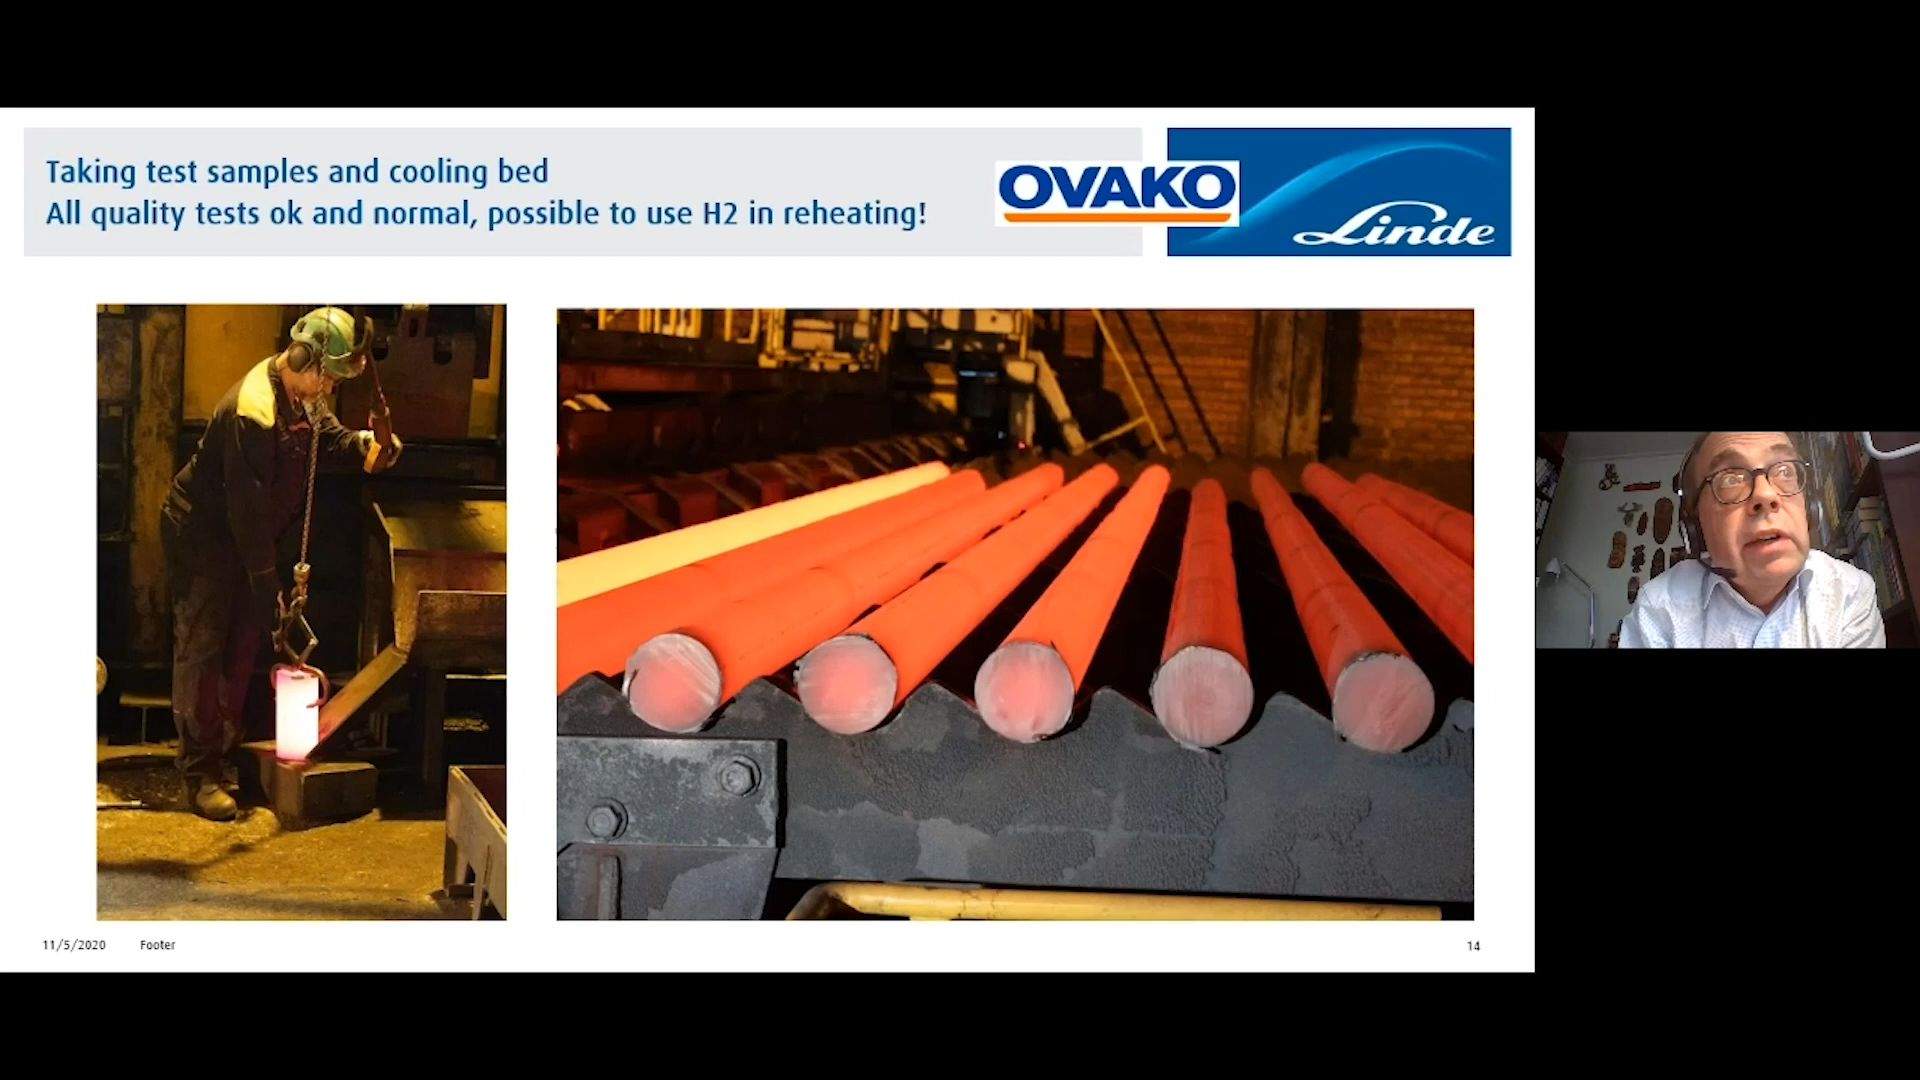 Taking test samples and cooling bed
All quality tests ok and normal, possible to use H2 in reheating!
OVAKO
Linde
11/5/2020 Footer
14